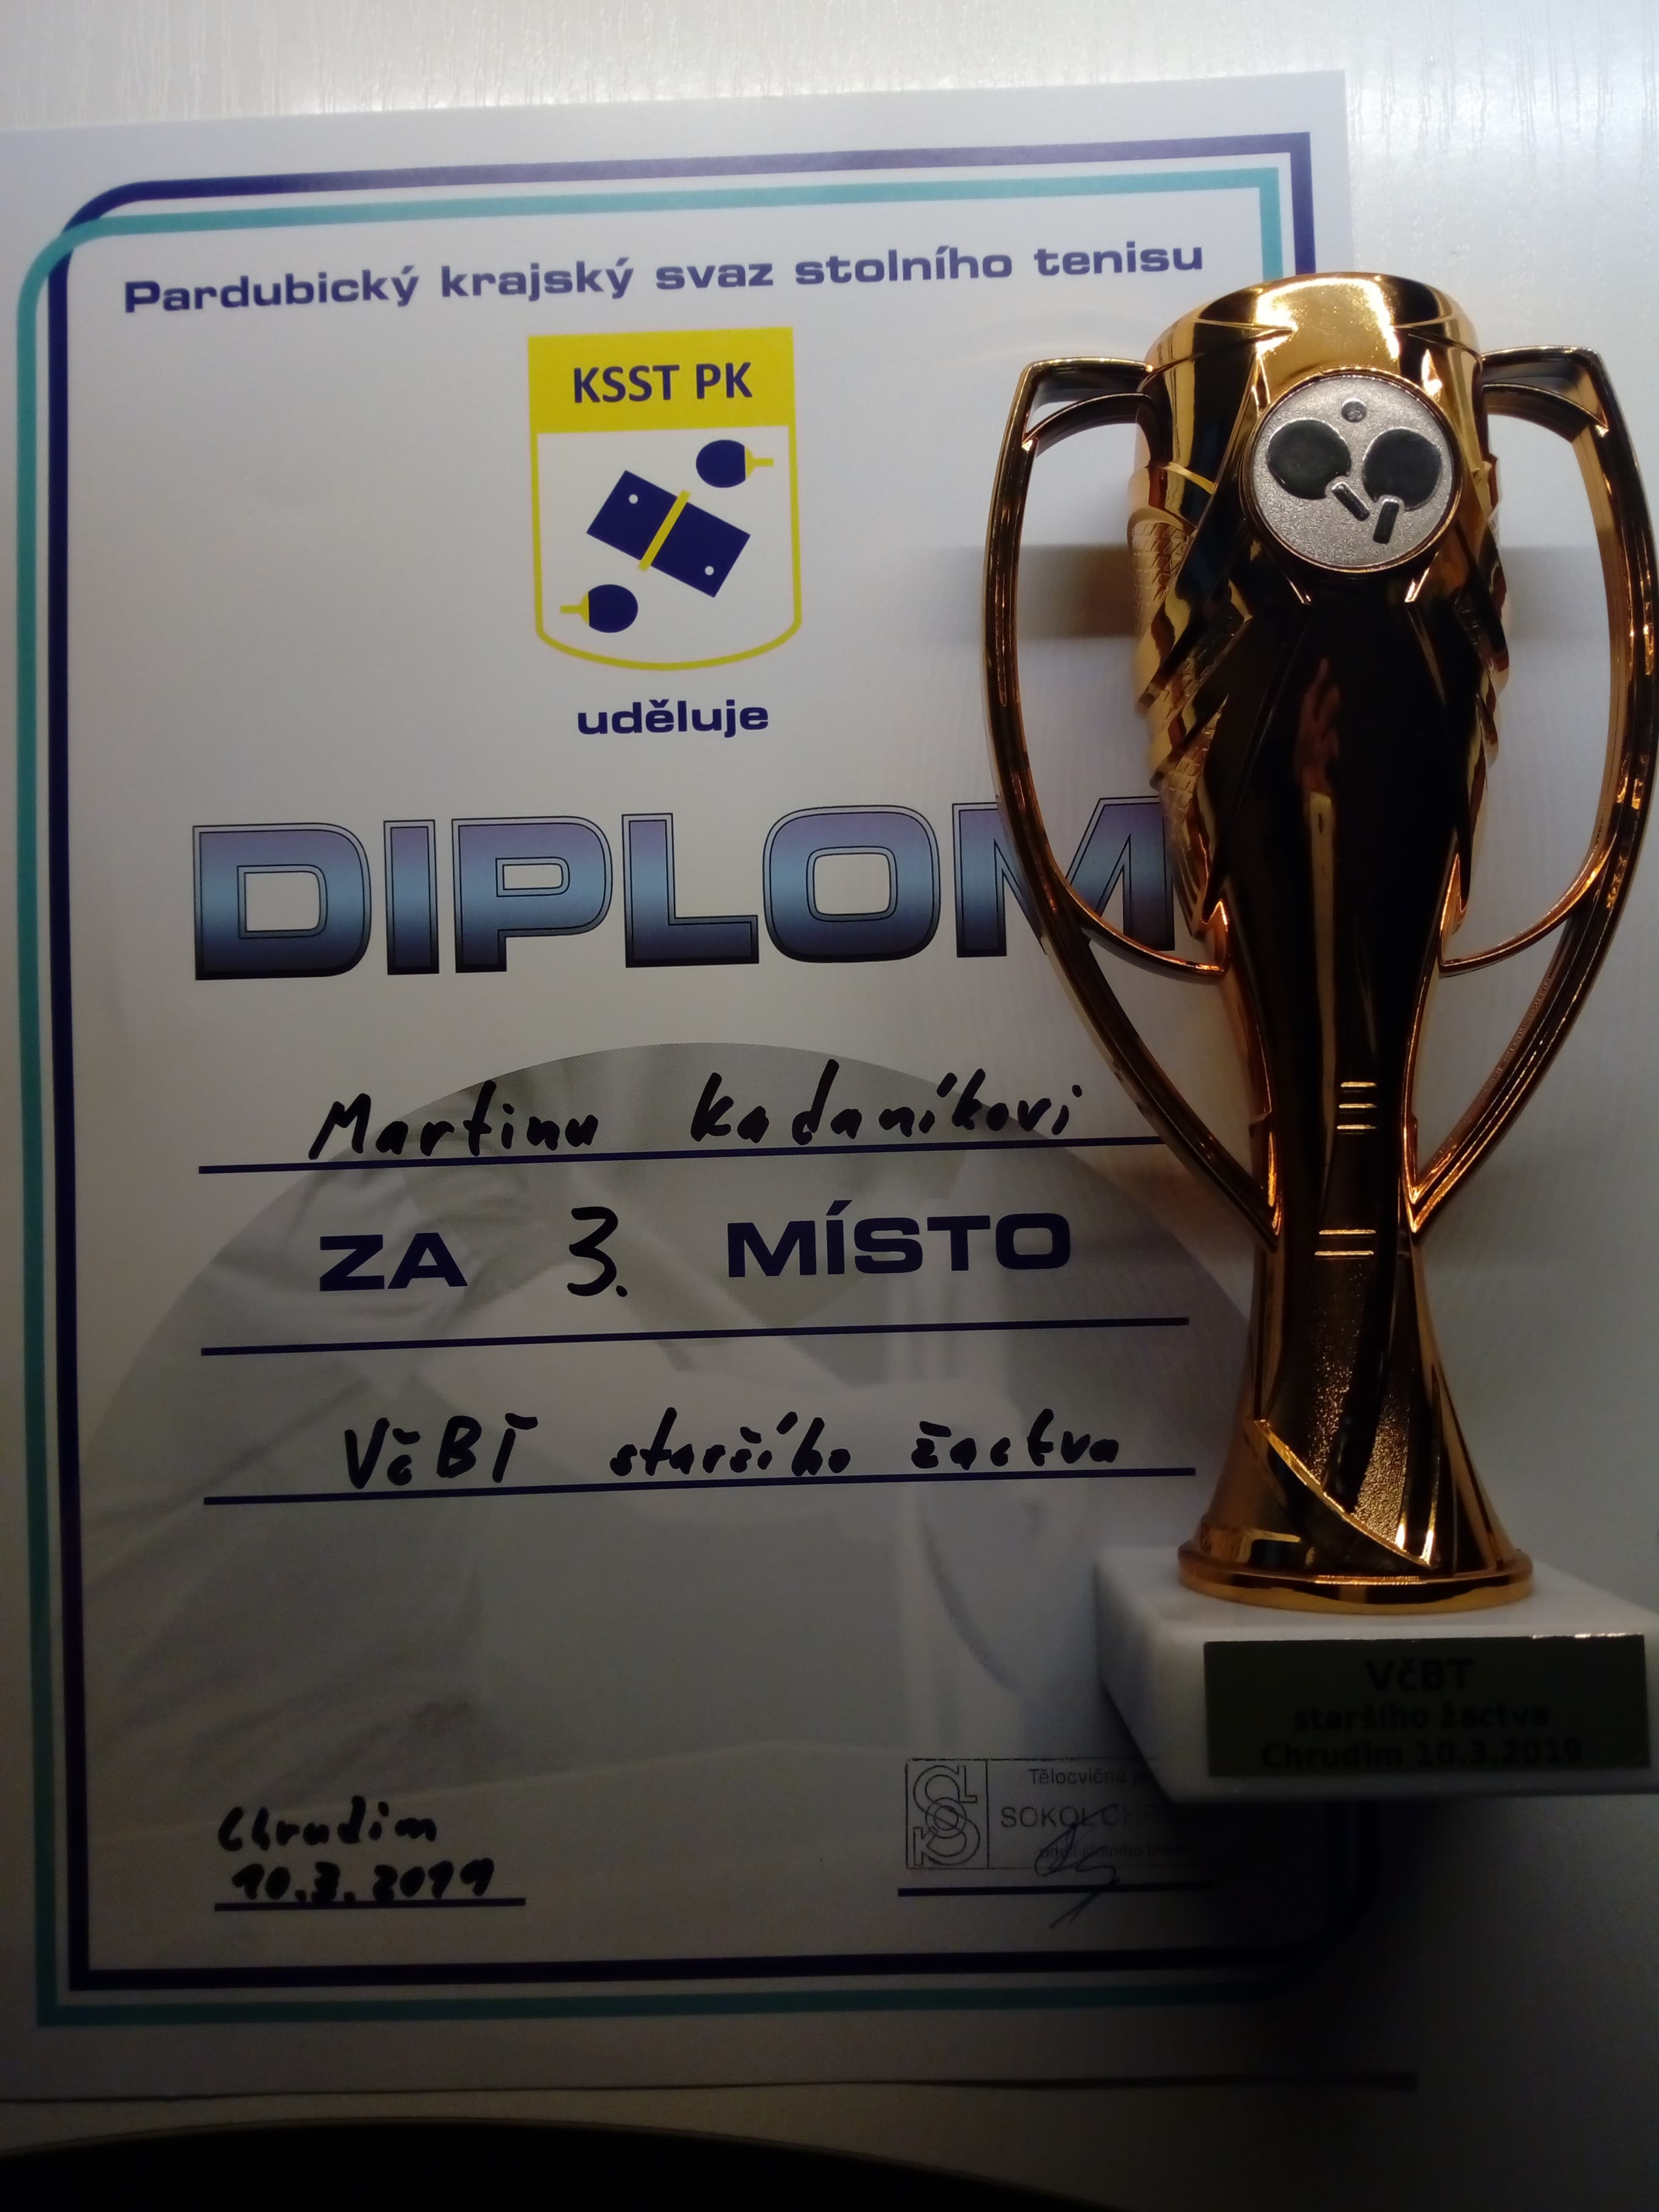 Pardubický krajský svaz stolního tenisu
KSST PK
uděluje
DIPLOM
Martinu Kadaníkovi
ZA 3. MÍSTO
VčBT staršího žactva
Chrudim
10.3.2019
Tělocvičná
SOKOL
VčBT
staršího žactva
Chrudim 10.3.2019